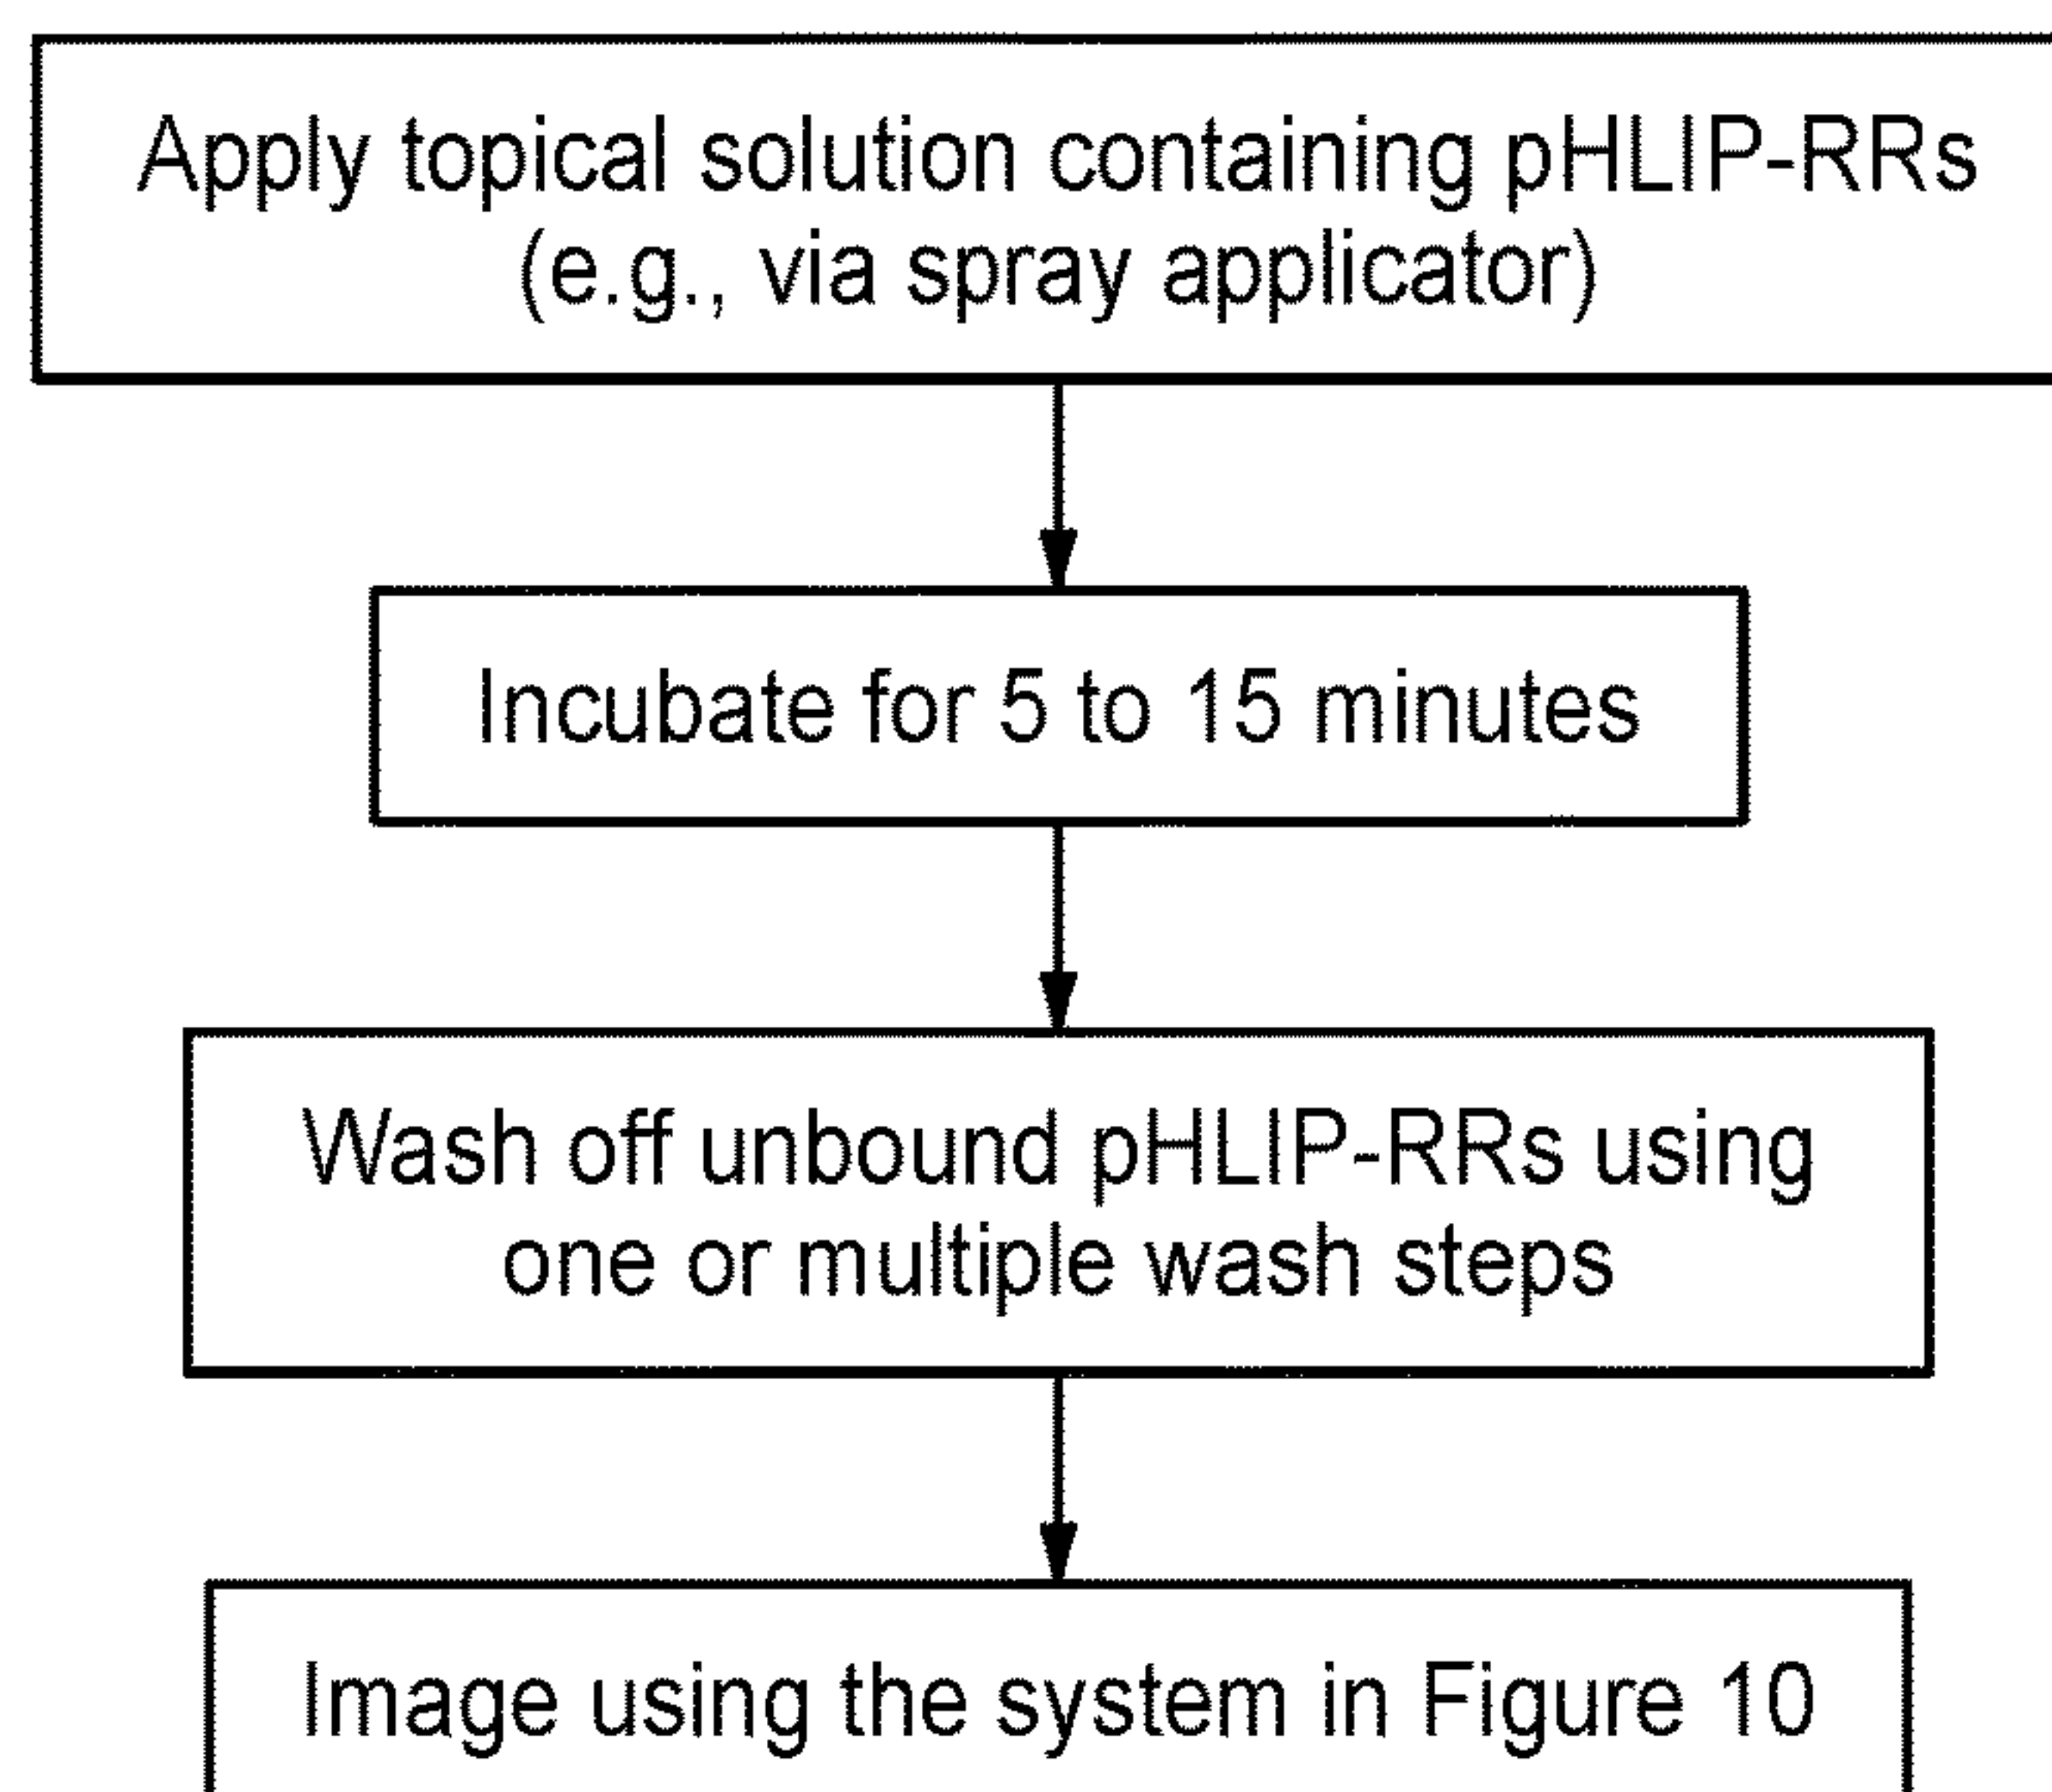 Apply topical solution containing pHLIP-RRs
(e.g., via spray applicator)
Incubate for 5 to 15 minutes
Wash off unbound pHLIP-RRs using
one or multiple wash steps
Image using the system in Figure 10